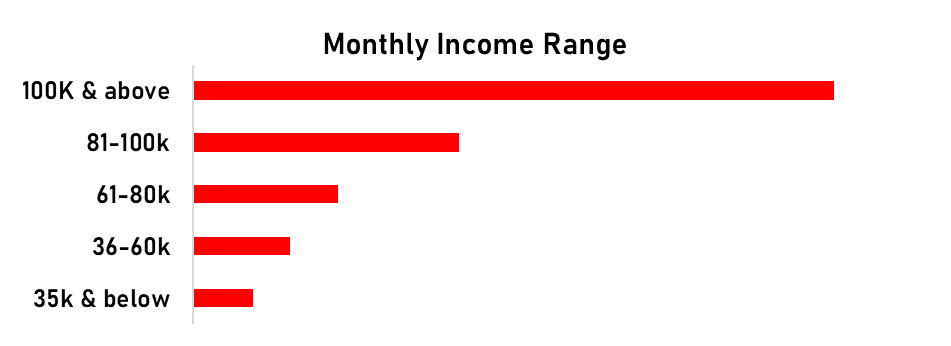 Monthly Income Range
100K & above
81-100k
61-80k
36-60k
35k & below